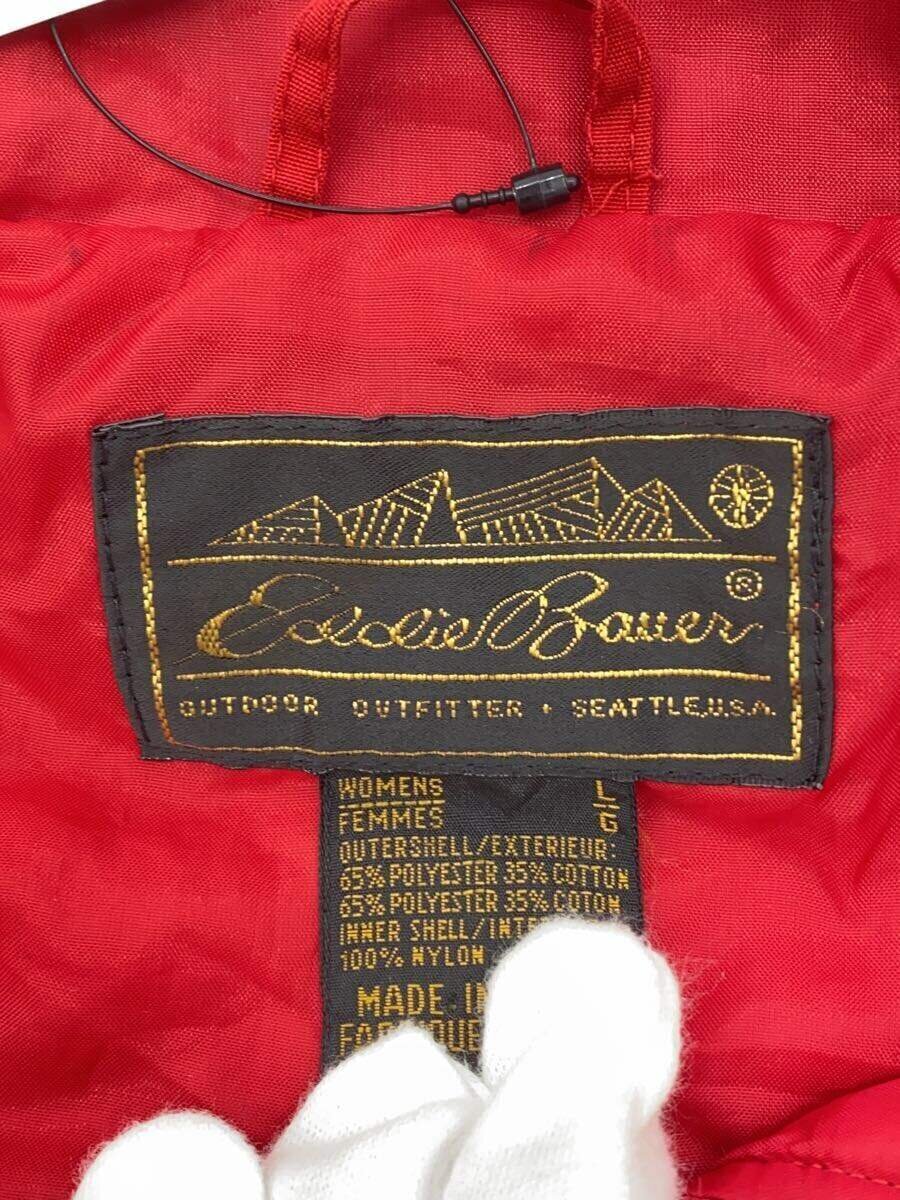 Eddie Bauer ®
OUTDOOR OUTFITTER • SEATTLE, U.S.A.
WOMENS L
FEMMES G
OUTERSHELL/EXTERIEUR:
65% POLYESTER 35% COTTON
65% POLYESTER 35% COTON
INNER SHELL/INT
100% NYLON
MADE IN